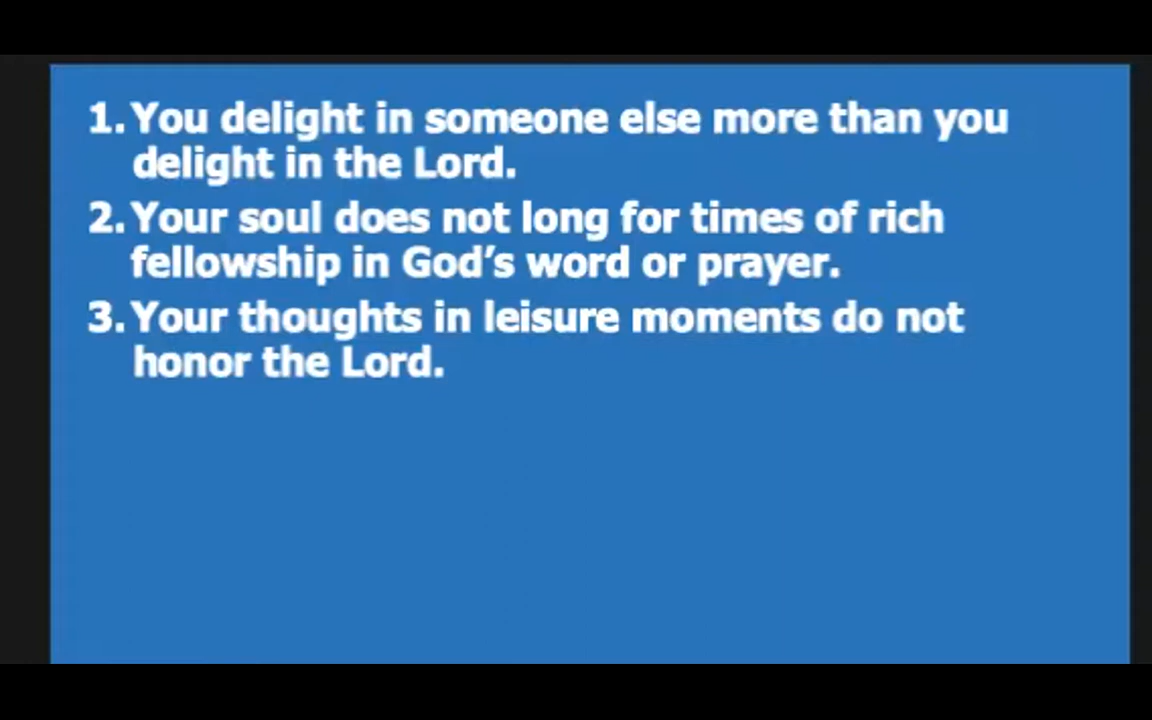 1. You delight in someone else more than you
delight in the Lord.
2. Your soul does not long for times of rich
fellowship in God's word or prayer.
3. Your thoughts in leisure moments do not
honor the Lord.